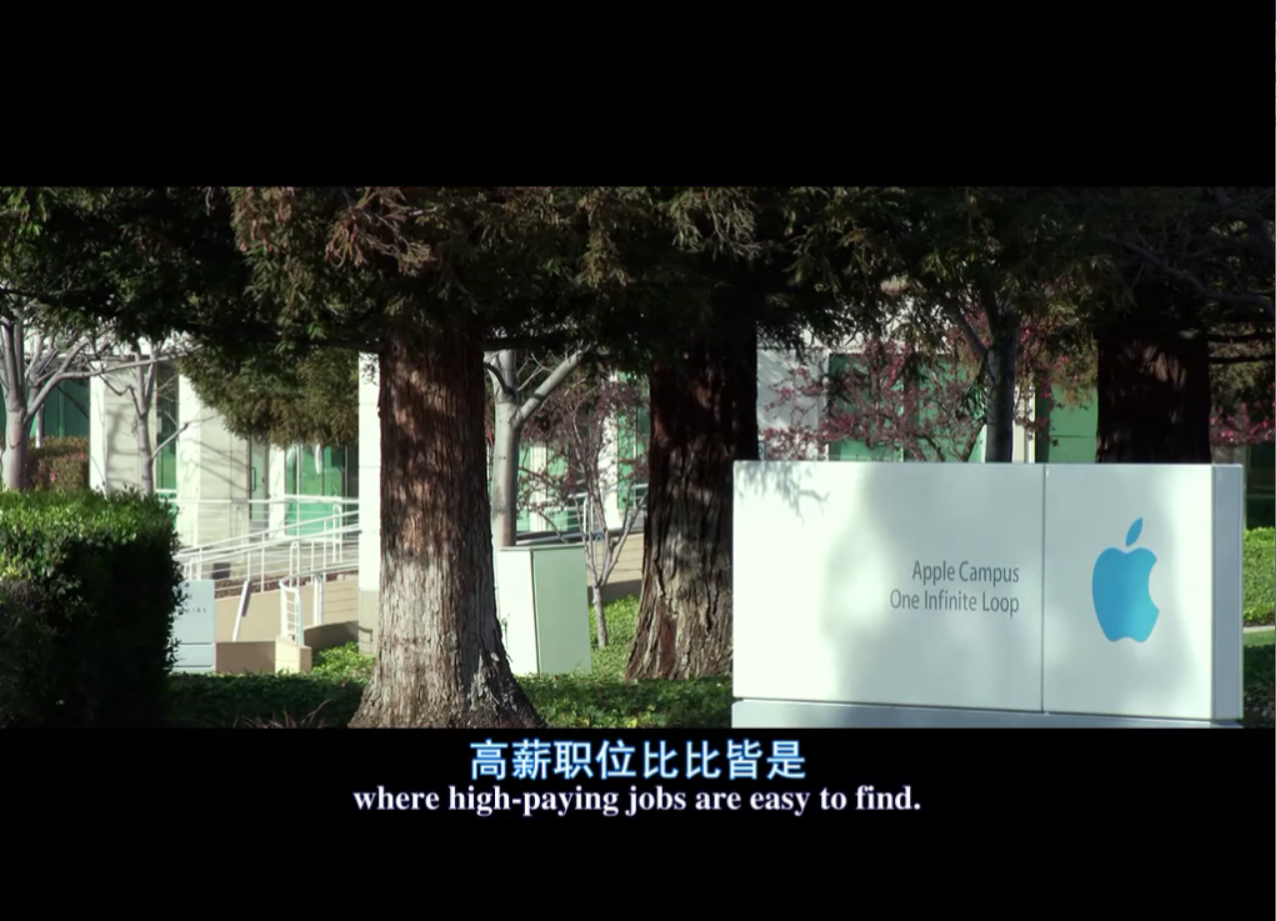 Apple Campus
One Infinite Loop
高薪职位比比皆是
where high-paying jobs are easy to find.